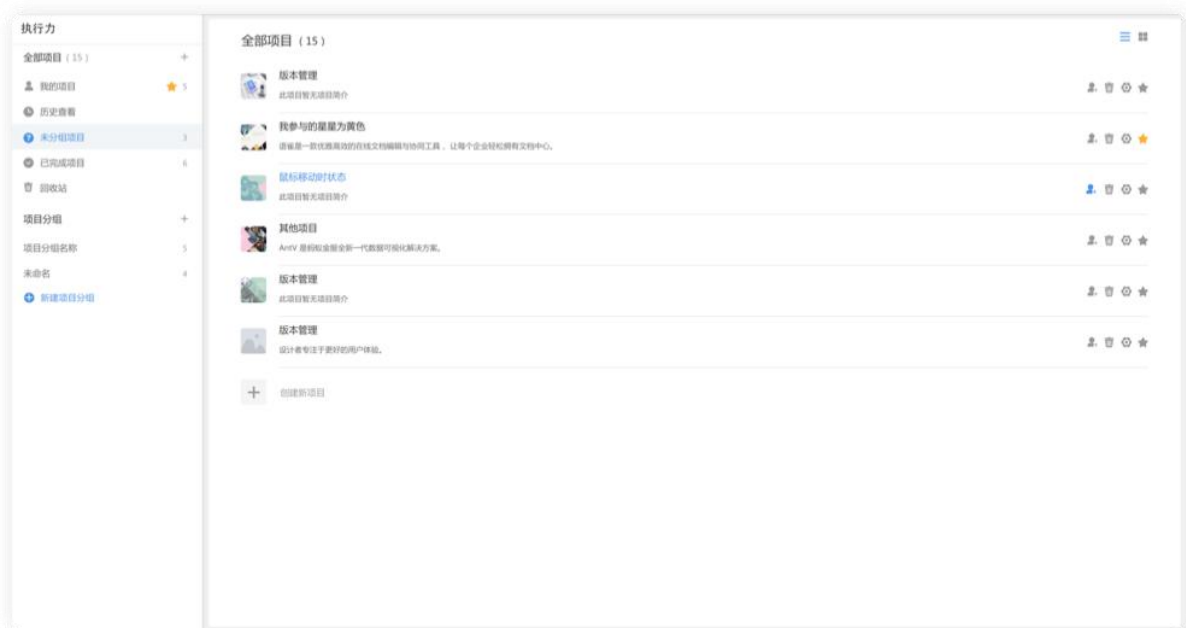 执行力
全部项目（15）
我的项目 5
历史查看
未分组项目 3
已完成项目 6
回收站
项目分组
项目分组名称 5
未命名 4
新建项目分组
全部项目（15）
版本管理
此项目暂无项目简介
我参与的星星为黄色
语雀是一款优雅高效的在线文档编辑与协同工具，让每个企业轻松拥有文档中心。
鼠标移动时状态
此项目暂无项目简介
其他项目
AntV 是蚂蚁金服全新一代数据可视化解决方案。
版本管理
此项目暂无项目简介
版本管理
设计者专注于更好的用户体验。
创建新项目